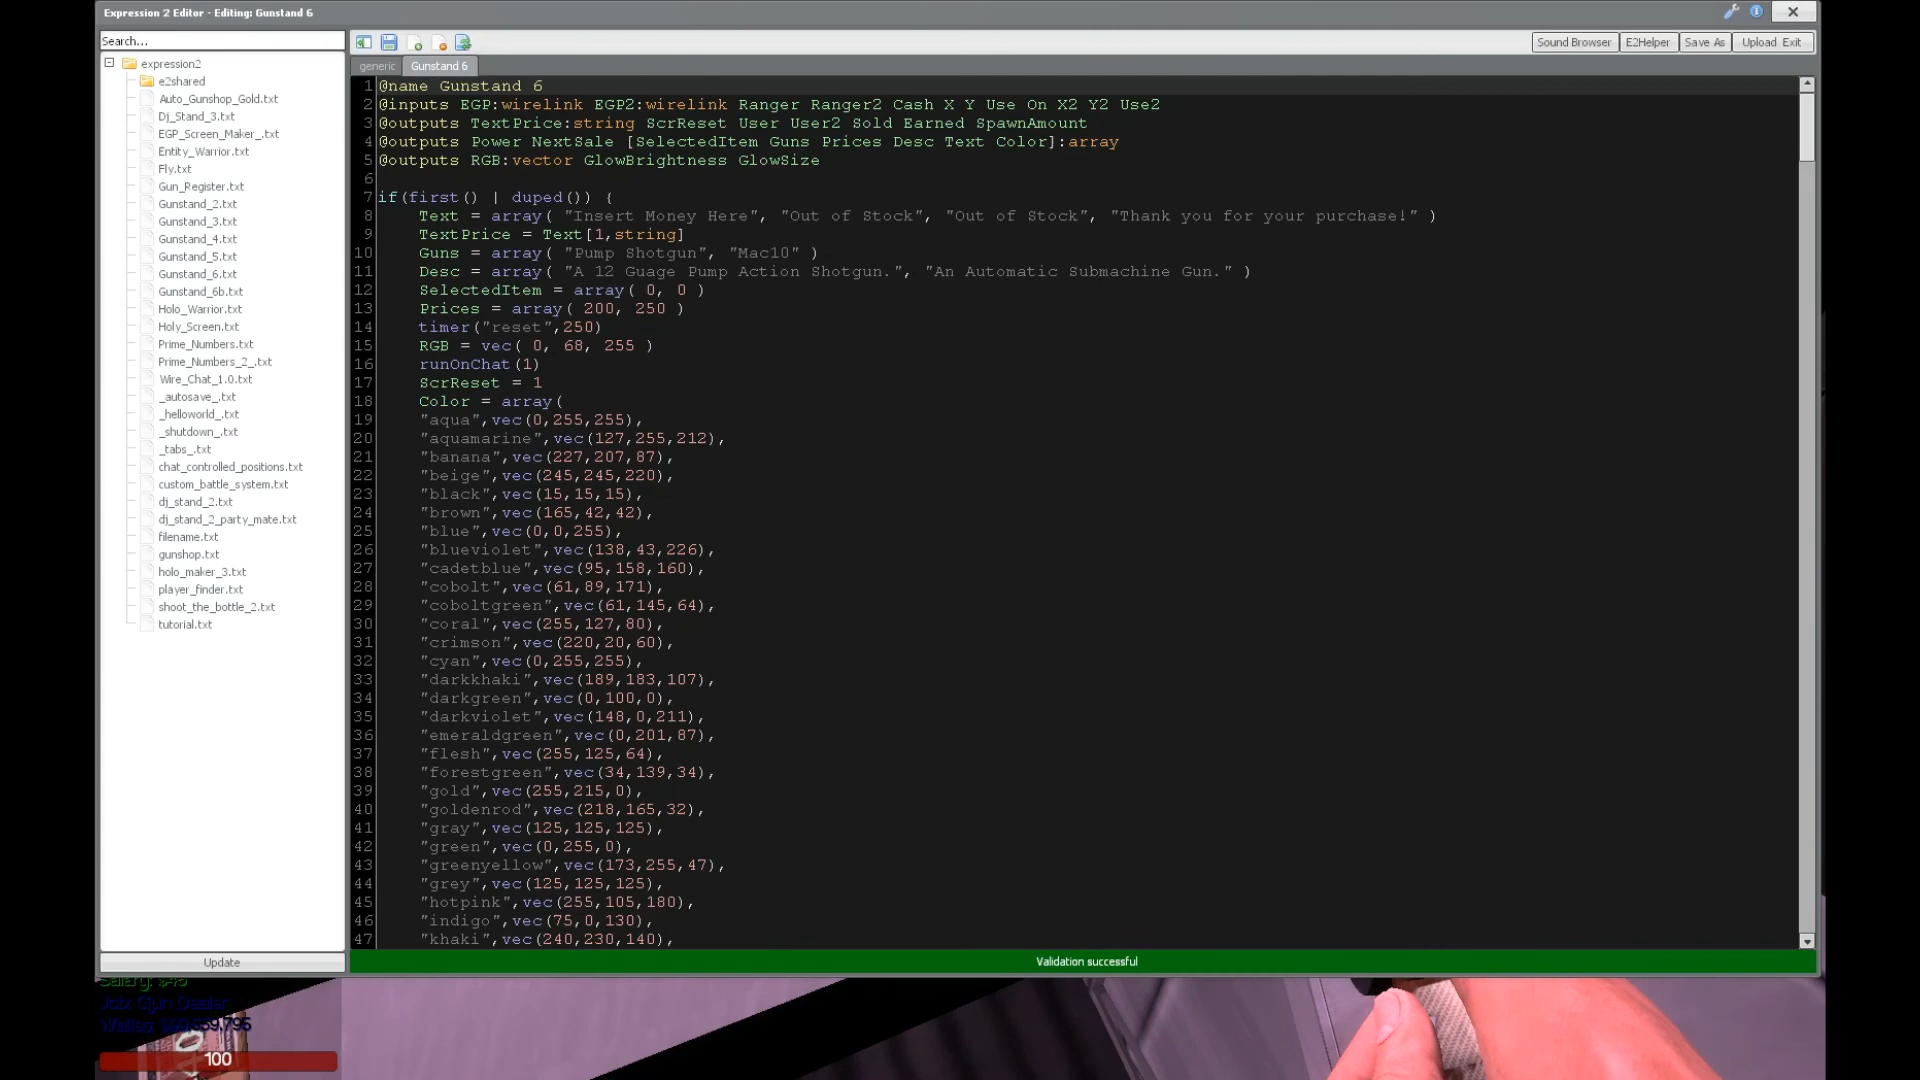 Expression 2 Editor - Editing: Gunstand 6
Search...
Sound Browser E2Helper Save As Upload Exit
expression2
e2shared
Auto_Gunshop_Gold.txt
Dj_Stand_3.txt
EGP_Screen_Maker_.txt
Entity_Warrior.txt
Fly.txt
Gun_Register.txt
Gunstand_2.txt
Gunstand_3.txt
Gunstand_4.txt
Gunstand_5.txt
Gunstand_6.txt
Gunstand_6b.txt
Holo_Warrior.txt
Holy_Screen.txt
Prime_Numbers.txt
Prime_Numbers_2_.txt
Wire_Chat_1.0.txt
_autosave_.txt
_helloworld_.txt
_shutdown_.txt
_tabs_.txt
chat_controlled_positions.txt
custom_battle_system.txt
dj_stand_2.txt
dj_stand_2_party_mate.txt
filename.txt
gunshop.txt
holo_maker_3.txt
player_finder.txt
shoot_the_bottle_2.txt
tutorial.txt
Update
generic Gunstand 6
1 @name Gunstand 6
2 @inputs EGP:wirelink EGP2:wirelink Ranger Ranger2 Cash X Y Use On X2 Y2 Use2
3 @outputs TextPrice:string ScrReset User User2 Sold Earned SpawnAmount
4 @outputs Power NextSale [SelectedItem Guns Prices Desc Text Color]:array
5 @outputs RGB:vector GlowBrightness GlowSize
6
7 if(first() | duped()) {
8 Text = array( "Insert Money Here", "Out of Stock", "Out of Stock", "Thank you for your purchase!" )
9 TextPrice = Text[1,string]
10 Guns = array( "Pump Shotgun", "Mac10" )
11 Desc = array( "A 12 Guage Pump Action Shotgun.", "An Automatic Submachine Gun." )
12 SelectedItem = array( 0, 0 )
13 Prices = array( 200, 250 )
14 timer("reset",250)
15 RGB = vec( 0, 68, 255 )
16 runOnChat(1)
17 ScrReset = 1
18 Color = array(
19 "aqua",vec(0,255,255),
20 "aquamarine",vec(127,255,212),
21 "banana",vec(227,207,87),
22 "beige",vec(245,245,220),
23 "black",vec(15,15,15),
24 "brown",vec(165,42,42),
25 "blue",vec(0,0,255),
26 "blueviolet",vec(138,43,226),
27 "cadetblue",vec(95,158,160),
28 "cobolt",vec(61,89,171),
29 "coboltgreen",vec(61,145,64),
30 "coral",vec(255,127,80),
31 "crimson",vec(220,20,60),
32 "cyan",vec(0,255,255),
33 "darkkhaki",vec(189,183,107),
34 "darkgreen",vec(0,100,0),
35 "darkviolet",vec(148,0,211),
36 "emeraldgreen",vec(0,201,87),
37 "flesh",vec(255,125,64),
38 "forestgreen",vec(34,139,34),
39 "gold",vec(255,215,0),
40 "goldenrod",vec(218,165,32),
41 "gray",vec(125,125,125),
42 "green",vec(0,255,0),
43 "greenyellow",vec(173,255,47),
44 "grey",vec(125,125,125),
45 "hotpink",vec(255,105,180),
46 "indigo",vec(75,0,130),
47 "khaki",vec(240,230,140),
Validation successful
Salary: $45
Job: Gun Dealer
100